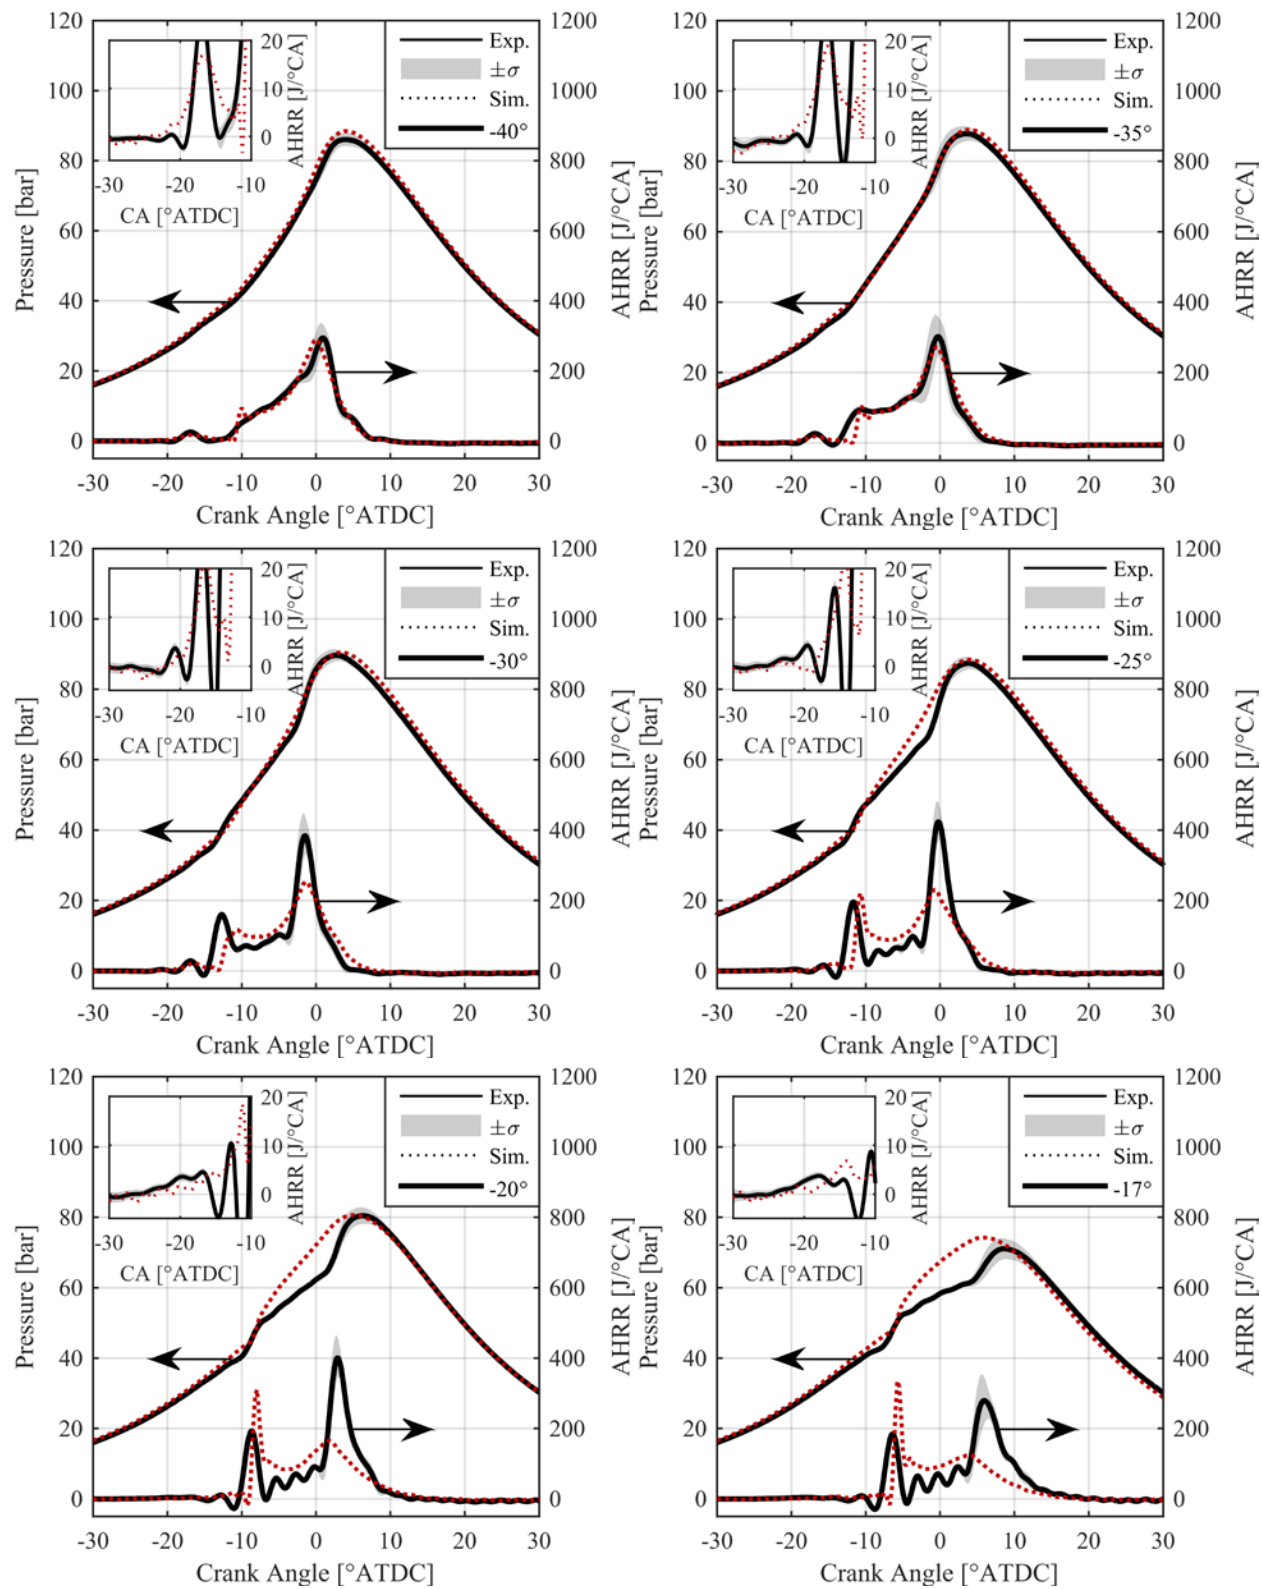 120
100
80
60
40
20
0
Pressure [bar]
20
10
0
AHRR [J/°CA]
-30 -20 -10
CA [°ATDC]
Exp.
±σ
Sim.
-40°
1200
1000
800
600
400
200
0
AHRR [J/°CA]
-30 -20 -10 0 10 20 30
Crank Angle [°ATDC]
120
100
80
60
40
20
0
Pressure [bar]
20
10
0
AHRR [J/°CA]
-30 -20 -10
CA [°ATDC]
Exp.
±σ
Sim.
-35°
1200
1000
800
600
400
200
0
AHRR [J/°CA]
-30 -20 -10 0 10 20 30
Crank Angle [°ATDC]
120
100
80
60
40
20
0
Pressure [bar]
20
10
0
AHRR [J/°CA]
-30 -20 -10
CA [°ATDC]
Exp.
±σ
Sim.
-30°
1200
1000
800
600
400
200
0
AHRR [J/°CA]
-30 -20 -10 0 10 20 30
Crank Angle [°ATDC]
120
100
80
60
40
20
0
Pressure [bar]
20
10
0
AHRR [J/°CA]
-30 -20 -10
CA [°ATDC]
Exp.
±σ
Sim.
-25°
1200
1000
800
600
400
200
0
AHRR [J/°CA]
-30 -20 -10 0 10 20 30
Crank Angle [°ATDC]
120
100
80
60
40
20
0
Pressure [bar]
20
10
0
AHRR [J/°CA]
-30 -20 -10
CA [°ATDC]
Exp.
±σ
Sim.
-20°
1200
1000
800
600
400
200
0
AHRR [J/°CA]
-30 -20 -10 0 10 20 30
Crank Angle [°ATDC]
120
100
80
60
40
20
0
Pressure [bar]
20
10
0
AHRR [J/°CA]
-30 -20 -10
CA [°ATDC]
Exp.
±σ
Sim.
-17°
1200
1000
800
600
400
200
0
AHRR [J/°CA]
-30 -20 -10 0 10 20 30
Crank Angle [°ATDC]